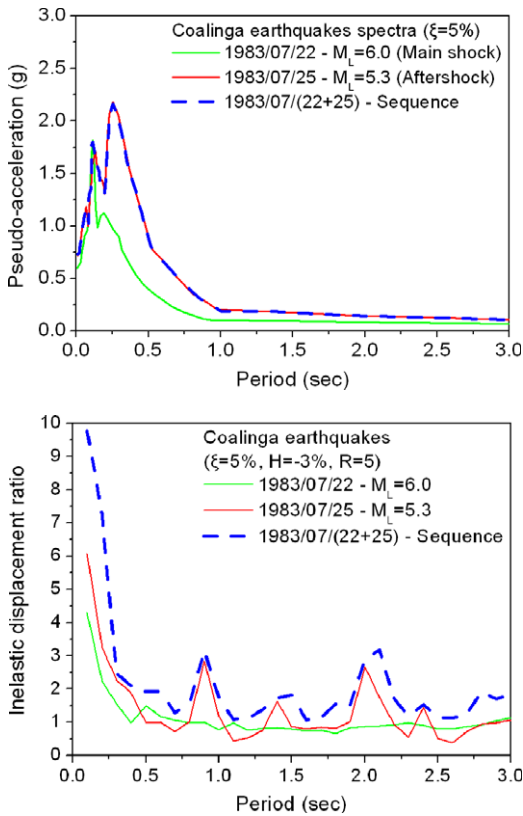 Coalinga earthquakes spectra (ξ=5%)
1983/07/22 - M_L=6.0 (Main shock)
1983/07/25 - M_L=5.3 (Aftershock)
1983/07/(22+25) - Sequence
Pseudo-acceleration (g)
3.0
2.5
2.0
1.5
1.0
0.5
0.0
0.0 0.5 1.0 1.5 2.0 2.5 3.0
Period (sec)
Coalinga earthquakes
(ξ=5%, H=-3%, R=5)
1983/07/22 - M_L=6.0
1983/07/25 - M_L=5.3
1983/07/(22+25) - Sequence
Inelastic displacement ratio
10
9
8
7
6
5
4
3
2
1
0
0.0 0.5 1.0 1.5 2.0 2.5 3.0
Period (sec)